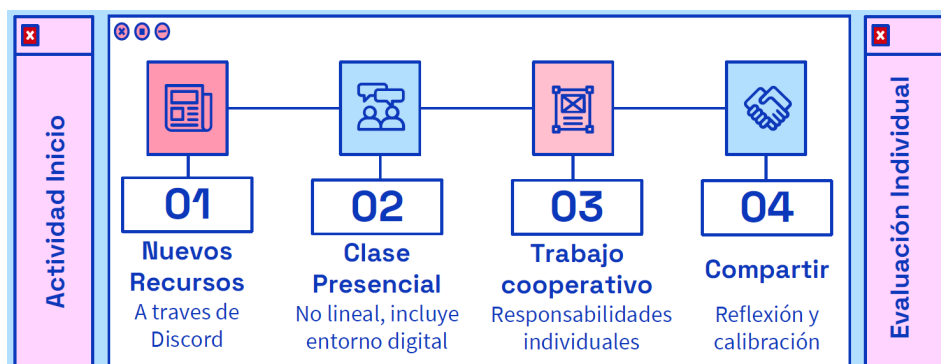 Actividad Inicio
01
Nuevos
Recursos
A traves de
Discord
02
Clase
Presencial
No lineal, incluye
entorno digital
03
Trabajo
cooperativo
Responsabilidades
individuales
04
Compartir
Reflexión y
calibración
Evaluación Individual